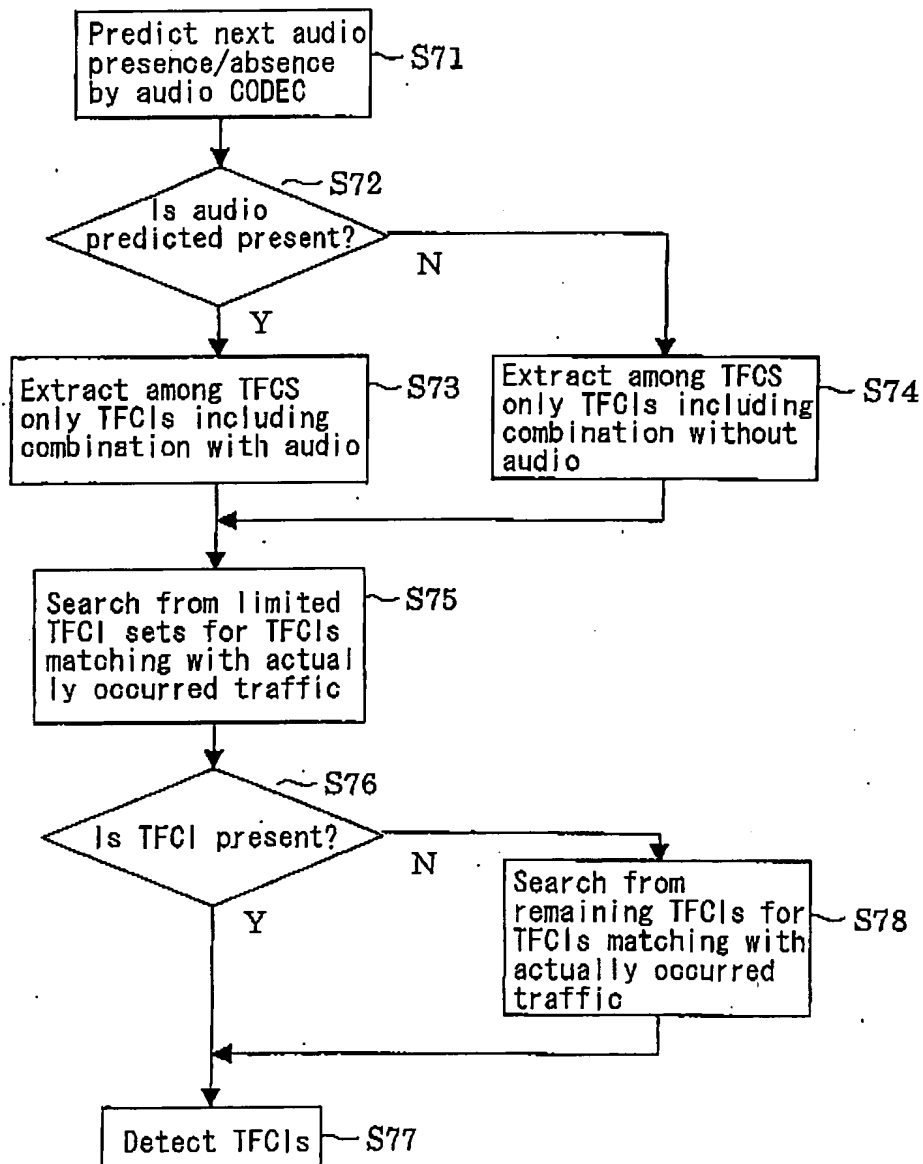 Predict next audio
presence/absence
by audio CODEC
S71
S72
Is audio
predicted present?
N
Y
Extract among TFCS
only TFCIs including
combination with audio
S73
Extract among TFCS
only TFCIs including
combination without
audio
S74
Search from limited
TFCI sets for TFCIs
matching with actual
ly occurred traffic
S75
S76
Is TFCI present?
N
Y
Search from
remaining TFCIs for
TFCIs matching with
actually occurred
traffic
S78
Detect TFCIs
S77